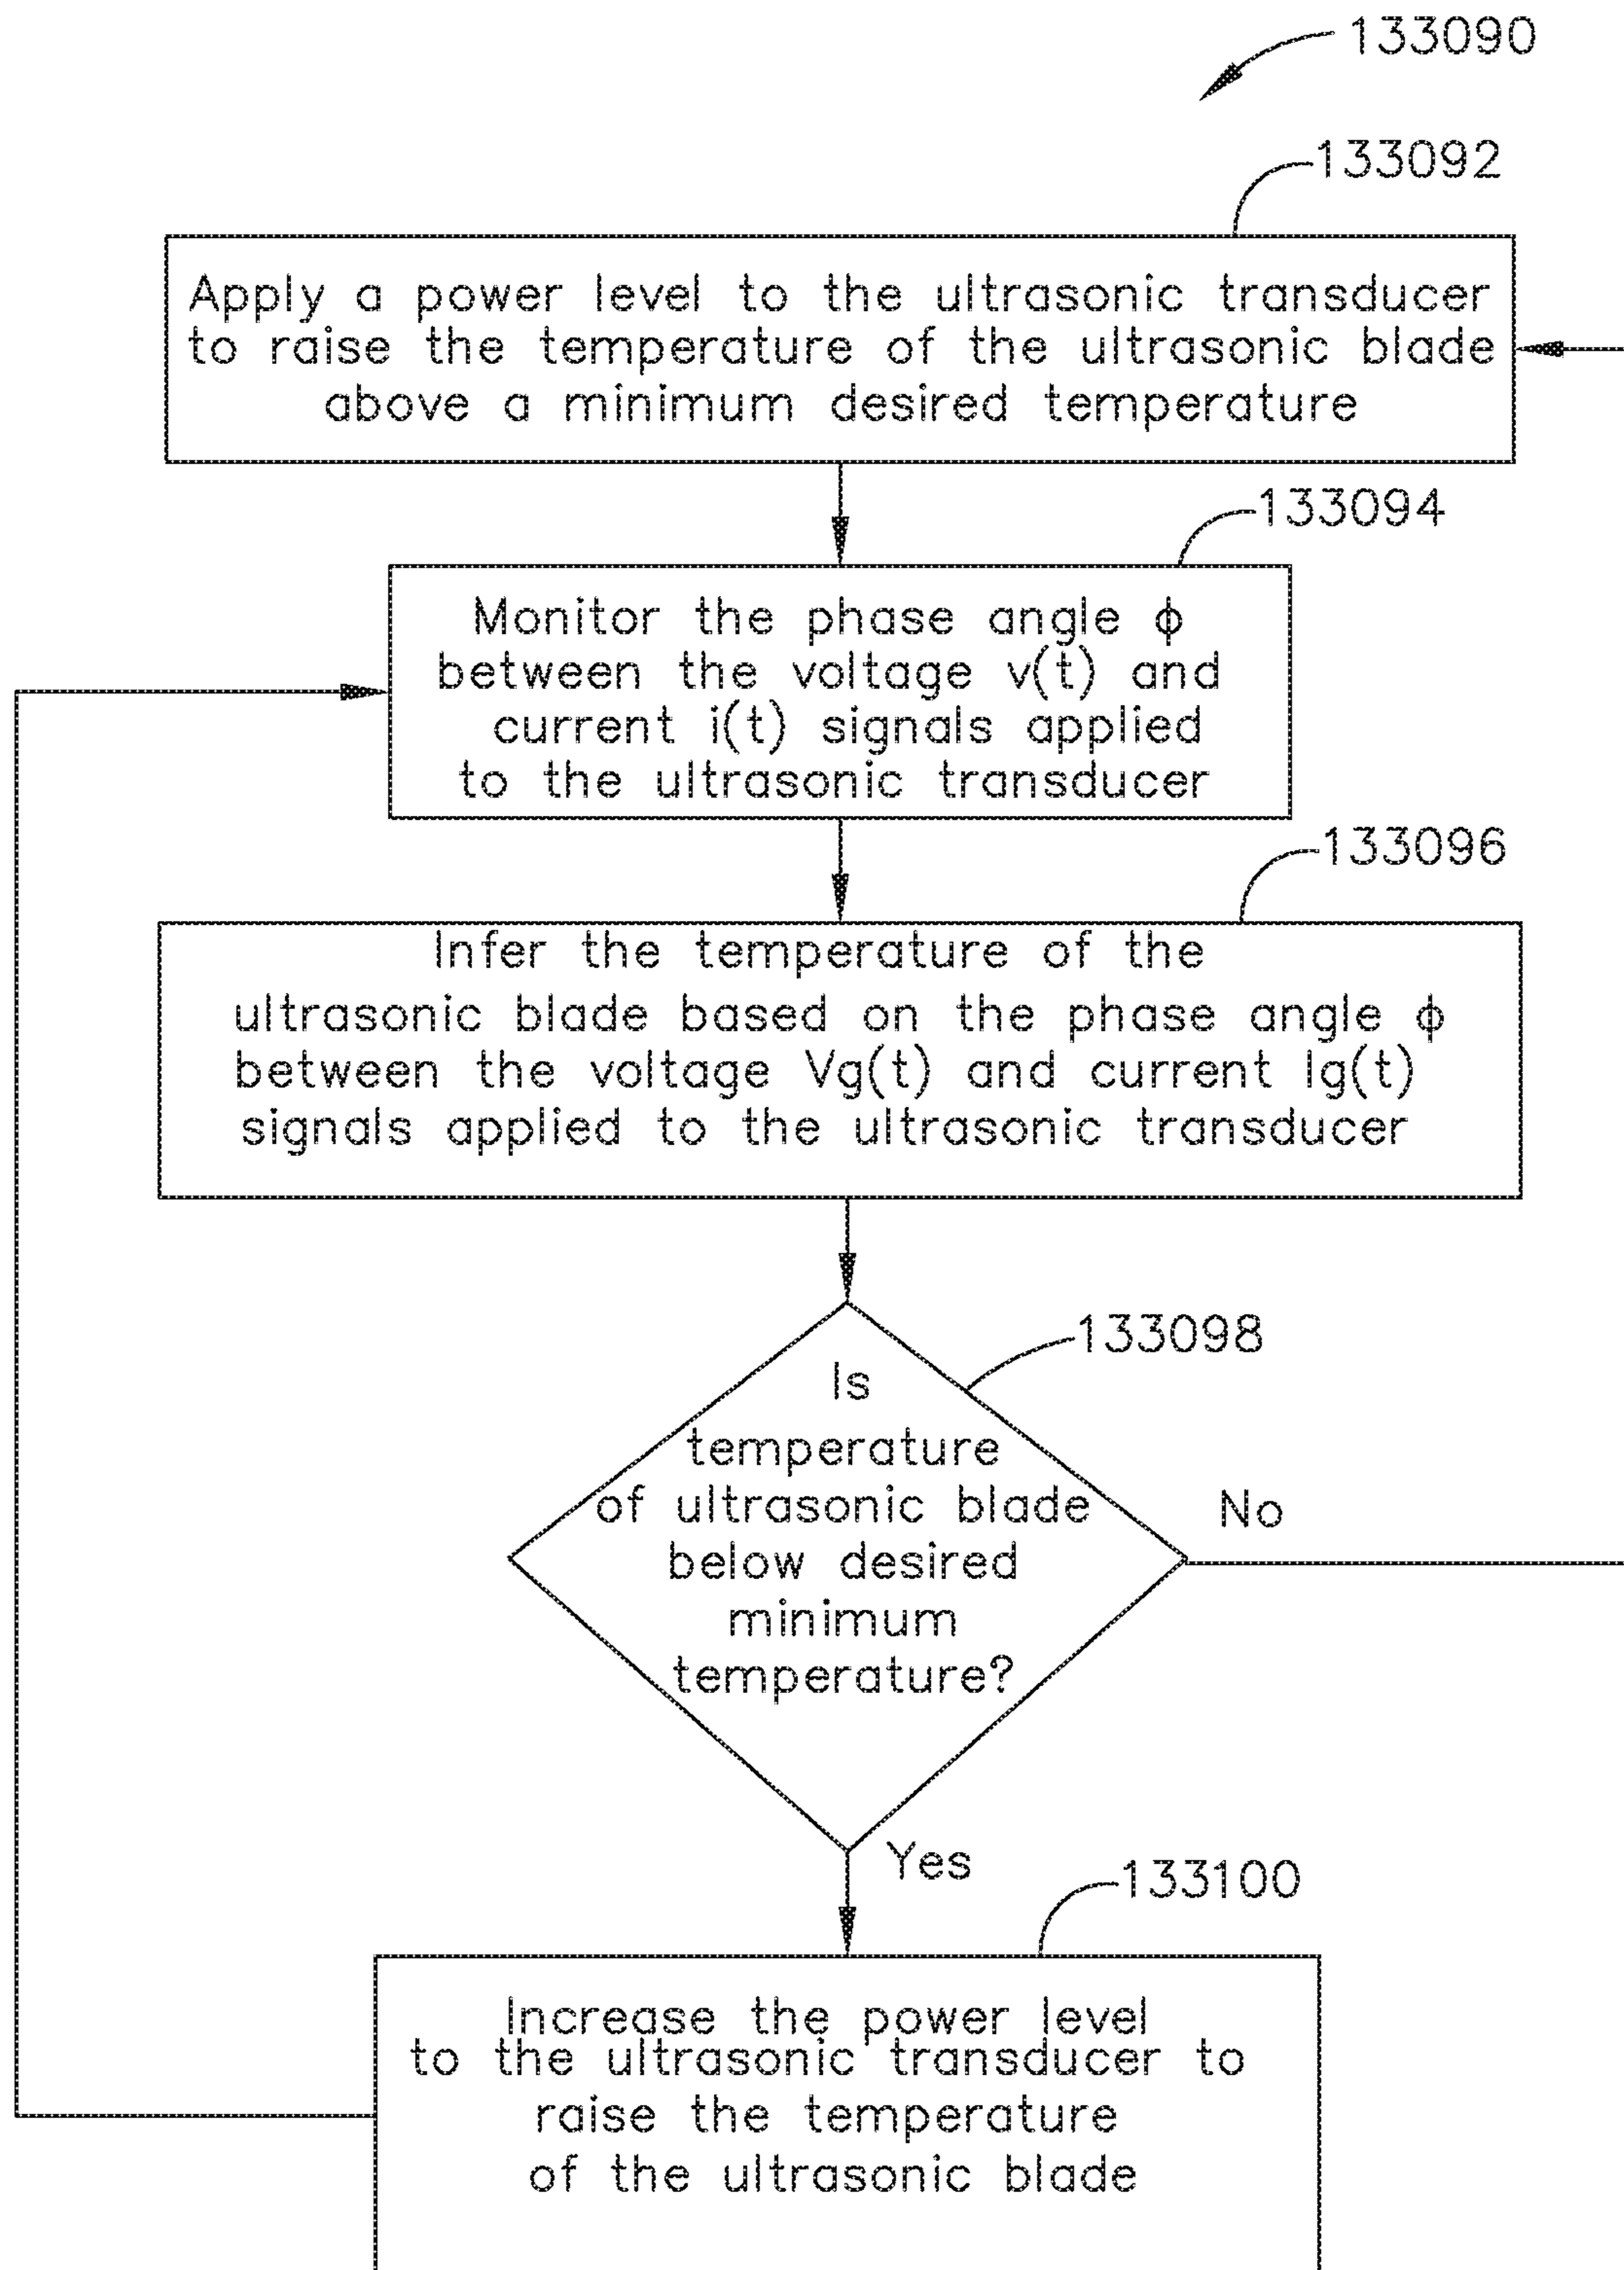 133090
133092
Apply a power level to the ultrasonic transducer
to raise the temperature of the ultrasonic blade
above a minimum desired temperature
133094
Monitor the phase angle ϕ
between the voltage v(t) and
current i(t) signals applied
to the ultrasonic transducer
133096
Infer the temperature of the
ultrasonic blade based on the phase angle ϕ
between the voltage Vg(t) and current Ig(t)
signals applied to the ultrasonic transducer
133098
Is
temperature
of ultrasonic blade
below desired
minimum
temperature?
No
Yes
133100
Increase the power level
to the ultrasonic transducer to
raise the temperature
of the ultrasonic blade